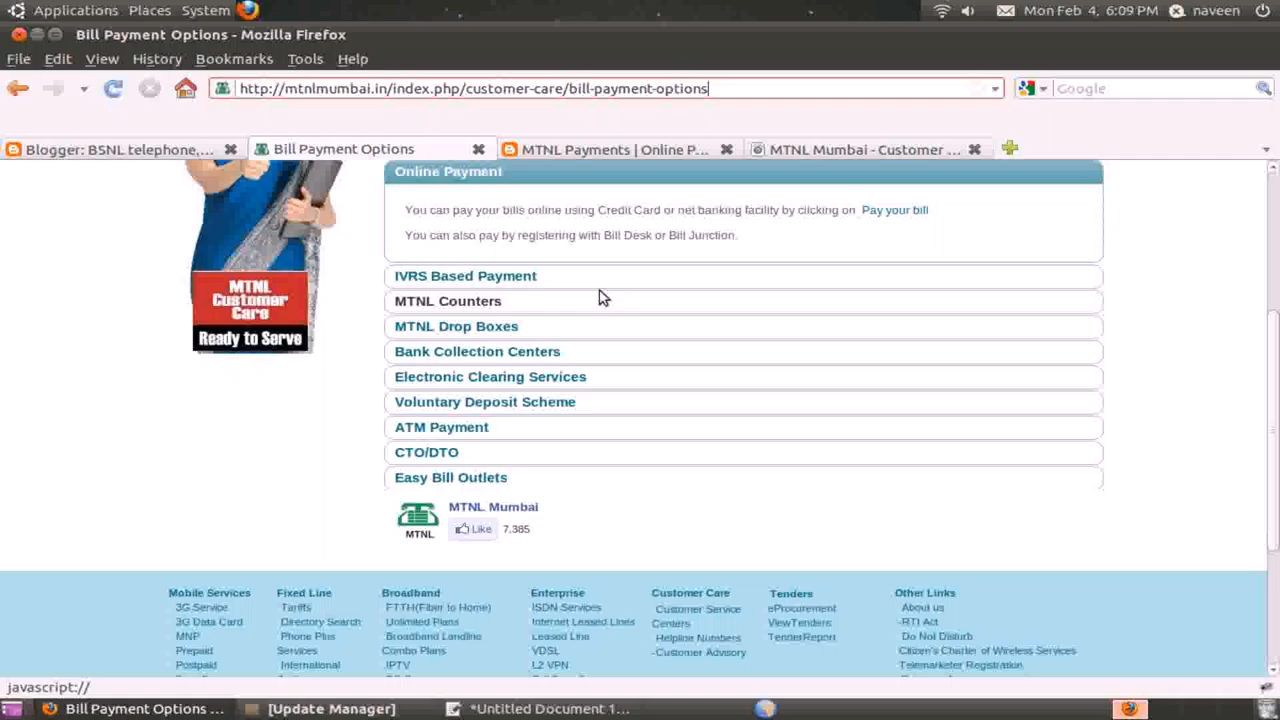 Applications Places System
Mon Feb 4, 6:09 PM naveen
Bill Payment Options - Mozilla Firefox
File Edit View History Bookmarks Tools Help
http://mtnlmumbai.in/index.php/customer-care/bill-payment-options
Google
Blogger: BSNL telephone,...
Bill Payment Options
MTNL Payments | Online P...
MTNL Mumbai - Customer ...
Online Payment
You can pay your bills online using Credit Card or net banking facility by clicking on Pay your bill
You can also pay by registering with Bill Desk or Bill Junction.
IVRS Based Payment
MTNL Counters
MTNL Drop Boxes
Bank Collection Centers
Electronic Clearing Services
Voluntary Deposit Scheme
ATM Payment
CTO/DTO
Easy Bill Outlets
MTNL
Customer
Care
Ready to Serve
MTNL
MTNL Mumbai
Like 7,385
Mobile Services
3G Service
3G Data Card
MNP
Prepaid
Postpaid
Fixed Line
Tariffs
Directory Search
Phone Plus
Services
International
Broadband
FTTH(Fiber to Home)
Unlimited Plans
Broadband Landline
Combo Plans
IPTV
Enterprise
ISDN Services
Internet Leased Lines
Leased Line
VDSL
L2 VPN
Customer Care
Customer Service
Centers
Helpline Numbers
-Customer Advisory
Tenders
eProcurement
ViewTenders
TenderReport
Other Links
About us
-RTI Act
Do Not Disturb
Citizen's Charter of Wireless Services
Telemarketer Registration
javascript://
Bill Payment Options ...
[Update Manager]
*Untitled Document 1...